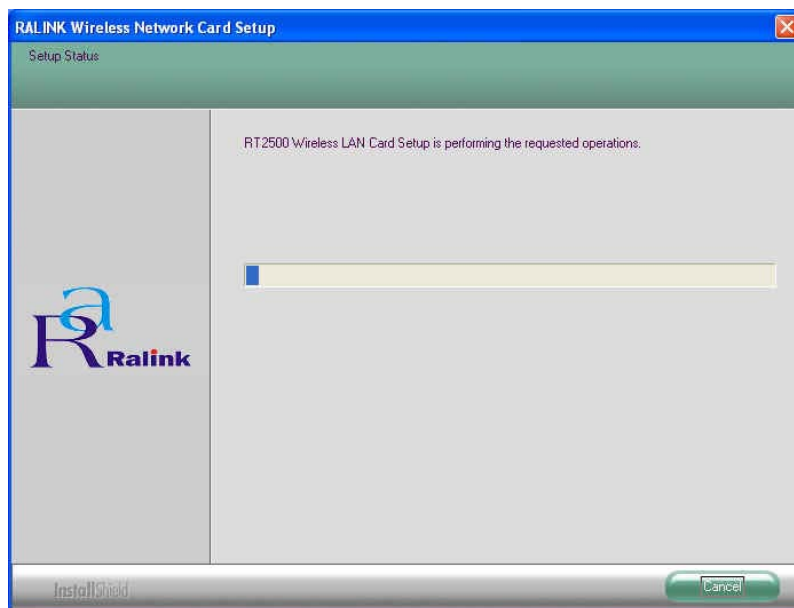 RALINK Wireless Network Card Setup
Setup Status
RT2500 Wireless LAN Card Setup is performing the requested operations.
Ra
Ralink
InstallShield
Cancel